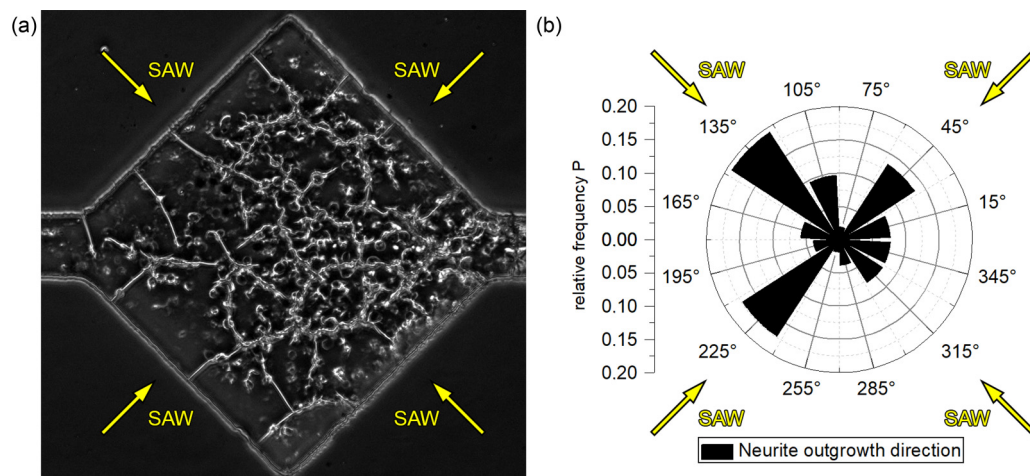 (a)
SAW
SAW
SAW
SAW
(b)
SAW
SAW
105°
75°
135°
45°
165°
15°
195°
345°
225°
315°
255°
285°
0.20
0.15
0.10
0.05
0.00
0.05
0.10
0.15
0.20
relative frequency P
SAW
SAW
Neurite outgrowth direction